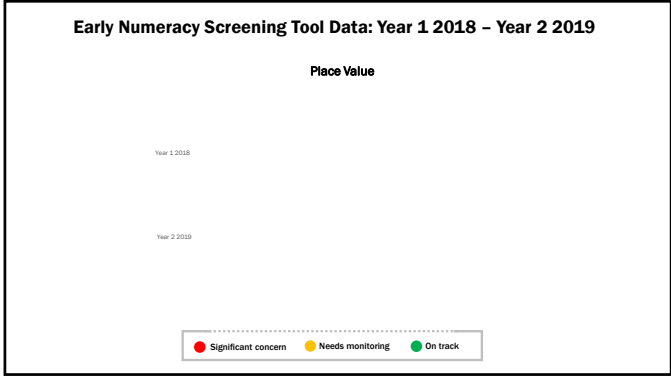 Early Numeracy Screening Tool Data: Year 1 2018 – Year 2 2019
Place Value
Year 1 2018
Year 2 2019
Significant concern Needs monitoring On track